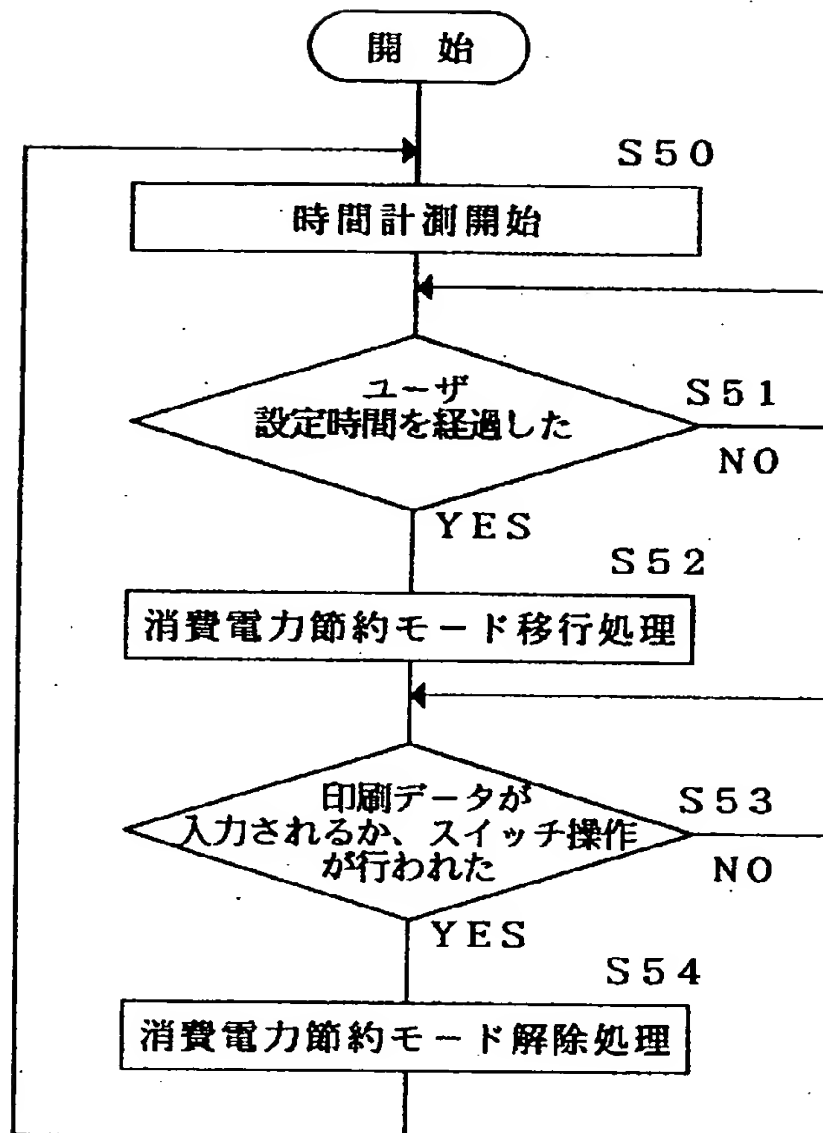 開始
S50
時間計測開始
ユーザ
S51
設定時間を経過した
NO
YES
S52
消費電力節約モード移行処理
印刷データが
S53
入力されるか、スイッチ操作
が行われた
NO
YES
S54
消費電力節約モード解除処理